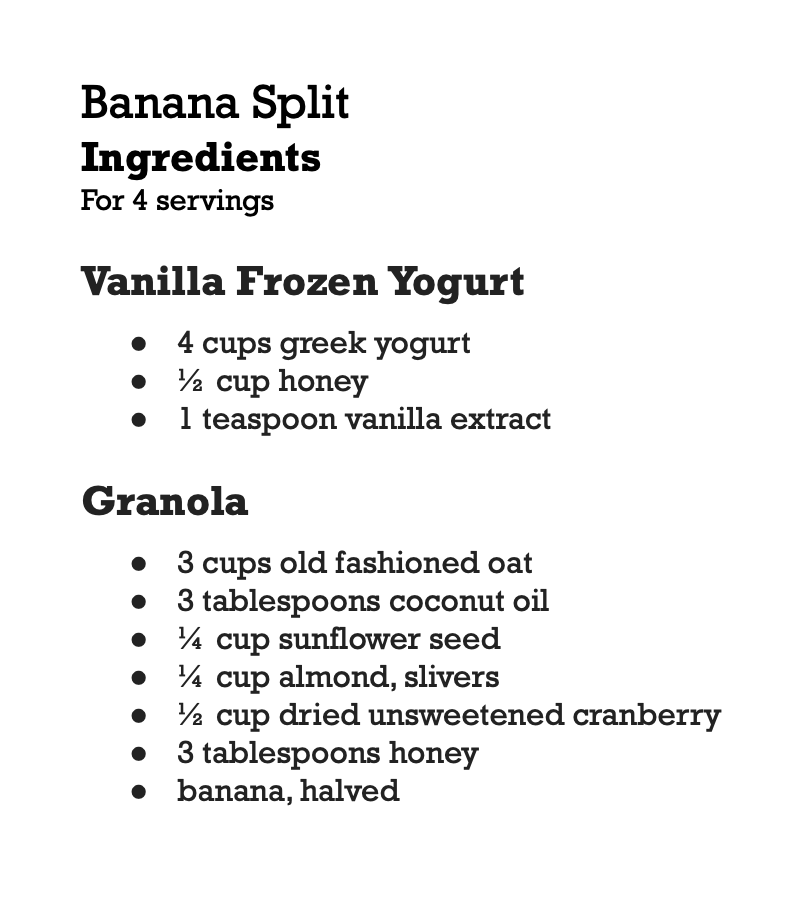 Banana Split
Ingredients
For 4 servings
Vanilla Frozen Yogurt
● 4 cups greek yogurt
● ½ cup honey
● 1 teaspoon vanilla extract
Granola
● 3 cups old fashioned oat
● 3 tablespoons coconut oil
● ¼ cup sunflower seed
● ¼ cup almond, slivers
● ½ cup dried unsweetened cranberry
● 3 tablespoons honey
● banana, halved